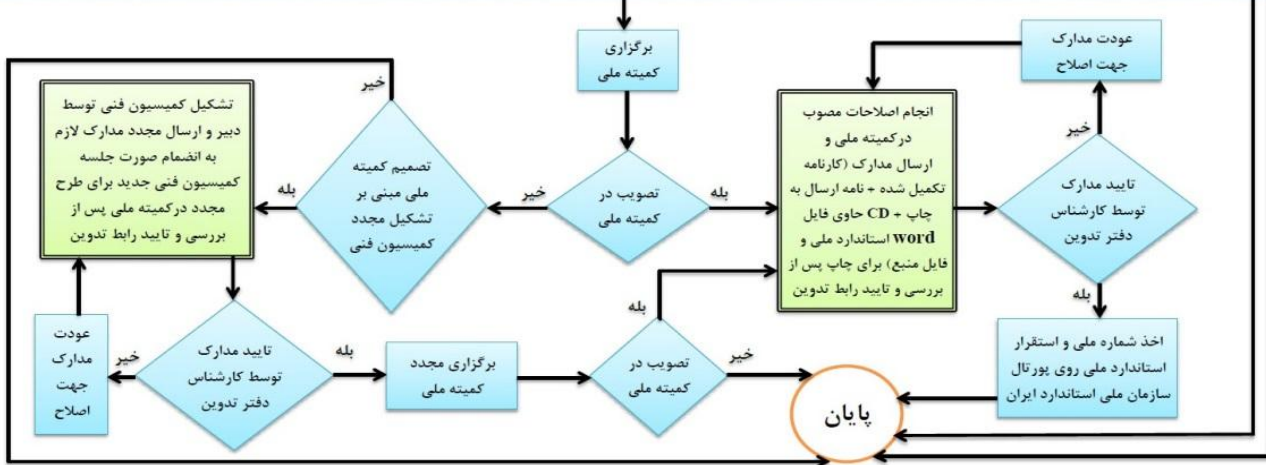 برگزاری
کمیته ملی
عودت مدارک
جهت اصلاح
خیر
انجام اصلاحات مصوب
درکمیته ملی و
ارسال مدارک (کارنامه
تکمیل شده + نامه ارسال به
چاپ + CD حاوی فایل
word استاندارد ملی و
فایل منبع) برای چاپ پس از
بررسی و تایید رابط تدوین
تایید مدارک
توسط کارشناس
دفتر تدوین
بله
اخذ شماره ملی و استقرار
استاندارد ملی روی پورتال
سازمان ملی استاندارد ایران
تصویب در
کمیته ملی
بله
خیر
تصمیم کمیته
ملی مبنی بر
تشکیل مجدد
کمیسیون فنی
خیر
بله
تشکیل کمیسیون فنی توسط
دبیر و ارسال مجدد مدارک لازم
به انضمام صورت جلسه
کمیسیون فنی جدید برای طرح
مجدد درکمیته ملی پس از
بررسی و تایید رابط تدوین
تایید مدارک
توسط کارشناس
دفتر تدوین
خیر
عودت
مدارک
جهت
اصلاح
بله
برگزاری مجدد
کمیته ملی
تصویب در
کمیته ملی
بله
خیر
پایان